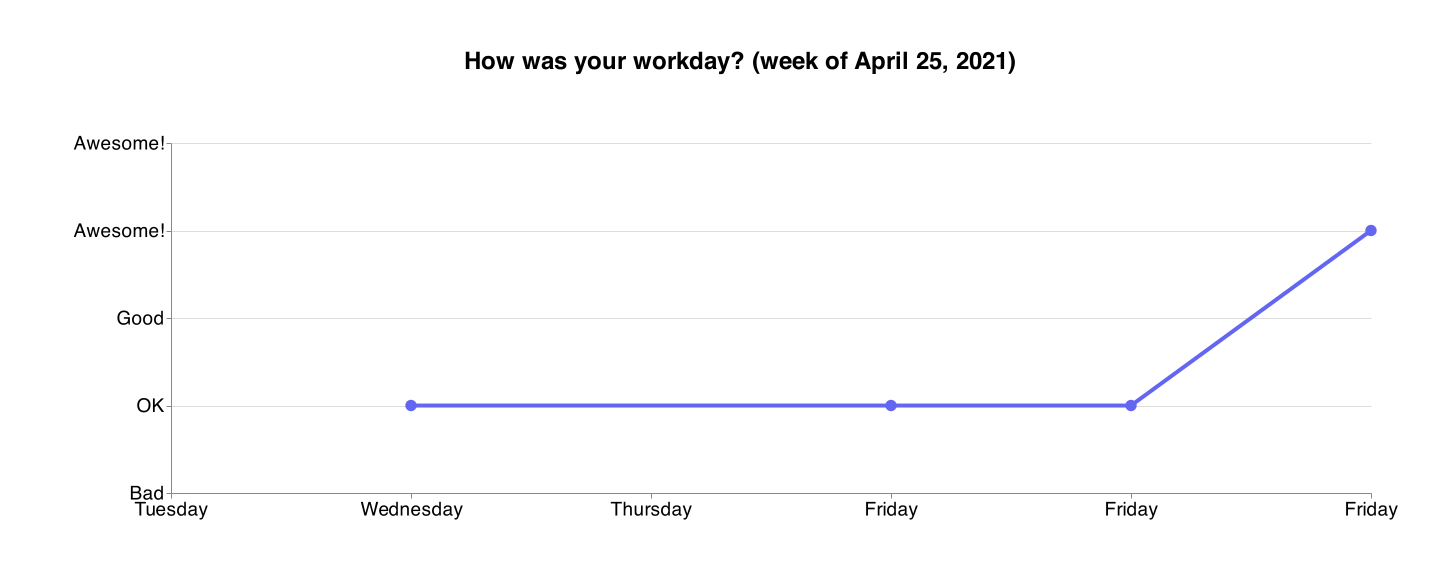 How was your workday? (week of April 25, 2021)
Awesome!
Awesome!
Good
OK
Bad
Tuesday Wednesday Thursday Friday Friday Friday